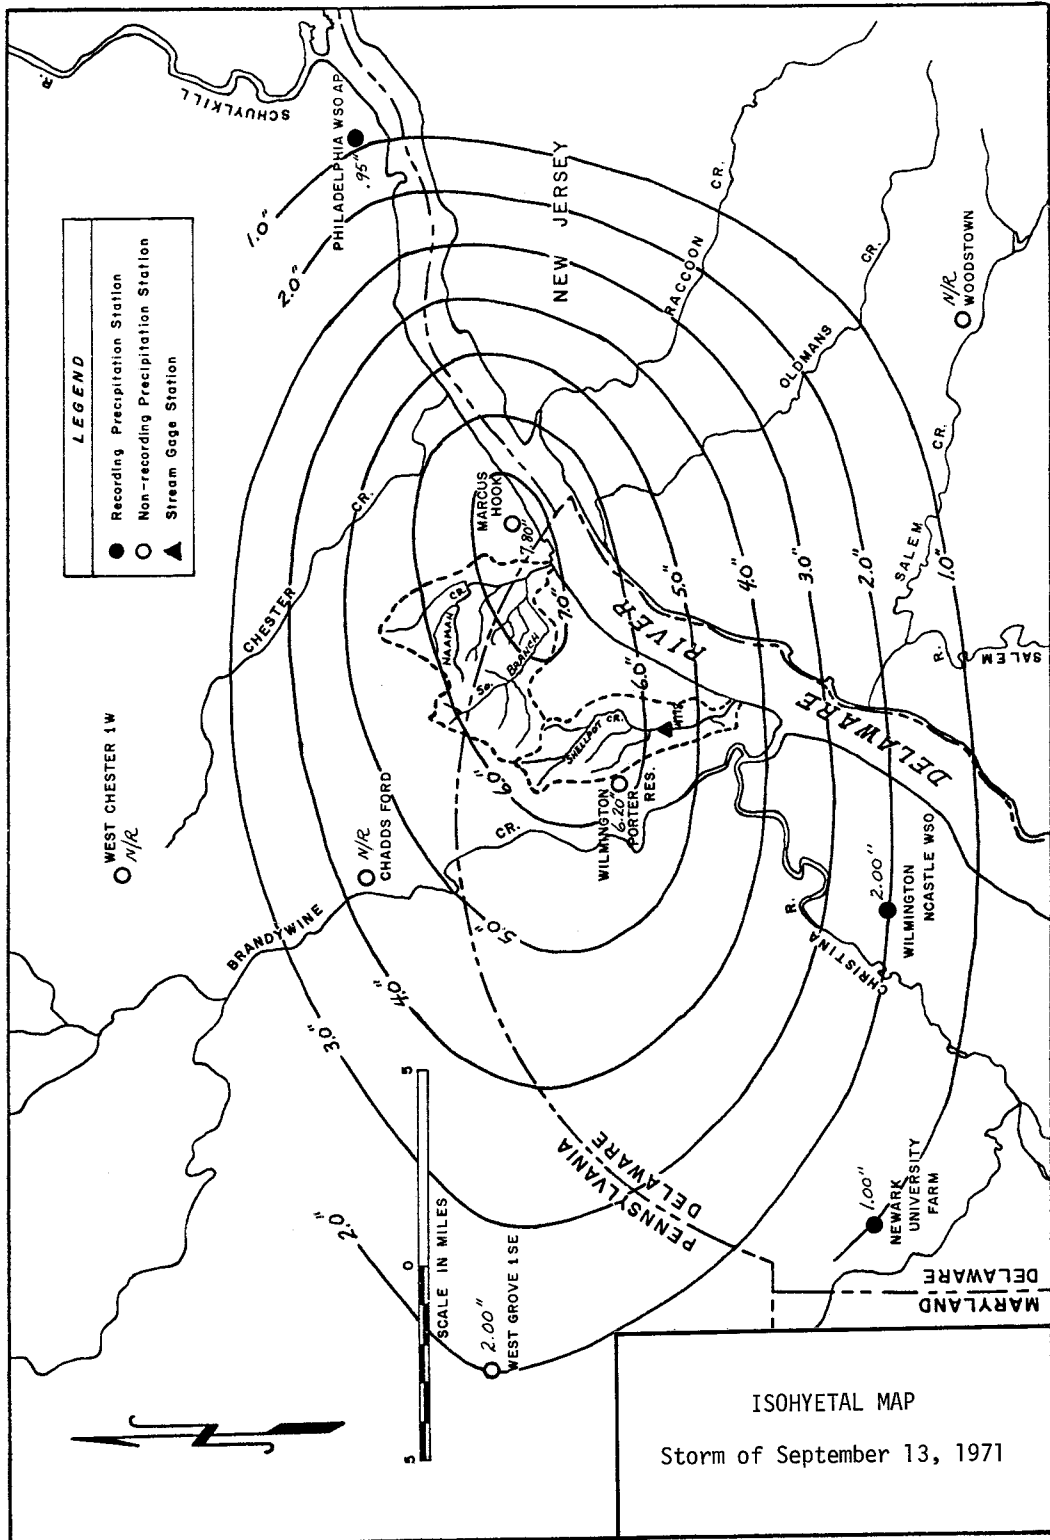 LEGEND
Recording Precipitation Station
Non-recording Precipitation Station
Stream Gage Station
SCHUYLKILL
R.
PHILADELPHIA WSO AP
.95"
1.0"
2.0"
NEW JERSEY
RACCOON
CR.
OLDMANS
CR.
N/R
WOODSTOWN
SALEM
CR.
SALEM
R.
CHESTER
CR.
MARCUS
HOOK
7.80"
NAAMAN
CR.
So. BRANCH
SHELLPOT CR.
7.0"
6.0"
5.0"
4.0"
3.0"
2.0"
1.0"
DELAWARE
RIVER
WEST CHESTER 1W
N/R
N/R
CHADDS FORD
BRANDYWINE
CR.
WILMINGTON
6.20"
PORTER
RES.
6.0"
5.0"
4.0"
3.0"
2.0"
CHRISTINA
R.
2.00"
WILMINGTON
NCASTLE WSO
1.00"
NEWARK
UNIVERSITY
FARM
PENNSYLVANIA
DELAWARE
MARYLAND
DELAWARE
2.00"
WEST GROVE 1SE
5 0 5
SCALE IN MILES
ISOHYETAL MAP
Storm of September 13, 1971